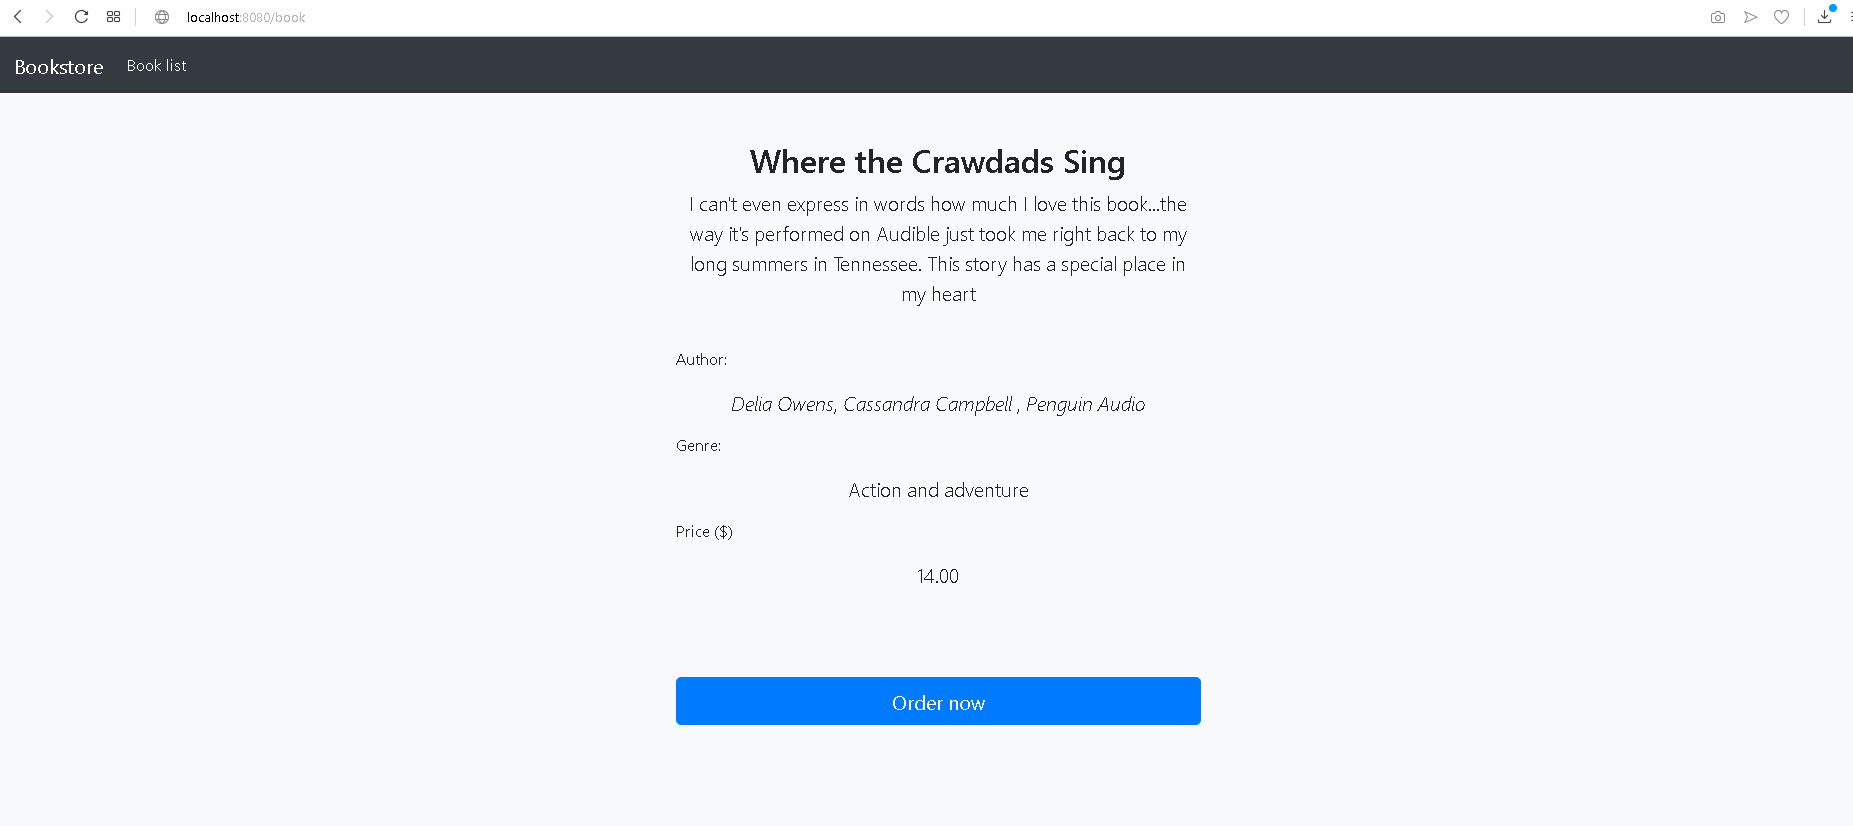 localhost:8080/book
Bookstore Book list
Where the Crawdads Sing
I can't even express in words how much I love this book...the
way it's performed on Audible just took me right back to my
long summers in Tennessee. This story has a special place in
my heart
Author:
Delia Owens, Cassandra Campbell , Penguin Audio
Genre:
Action and adventure
Price ($)
14.00
Order now